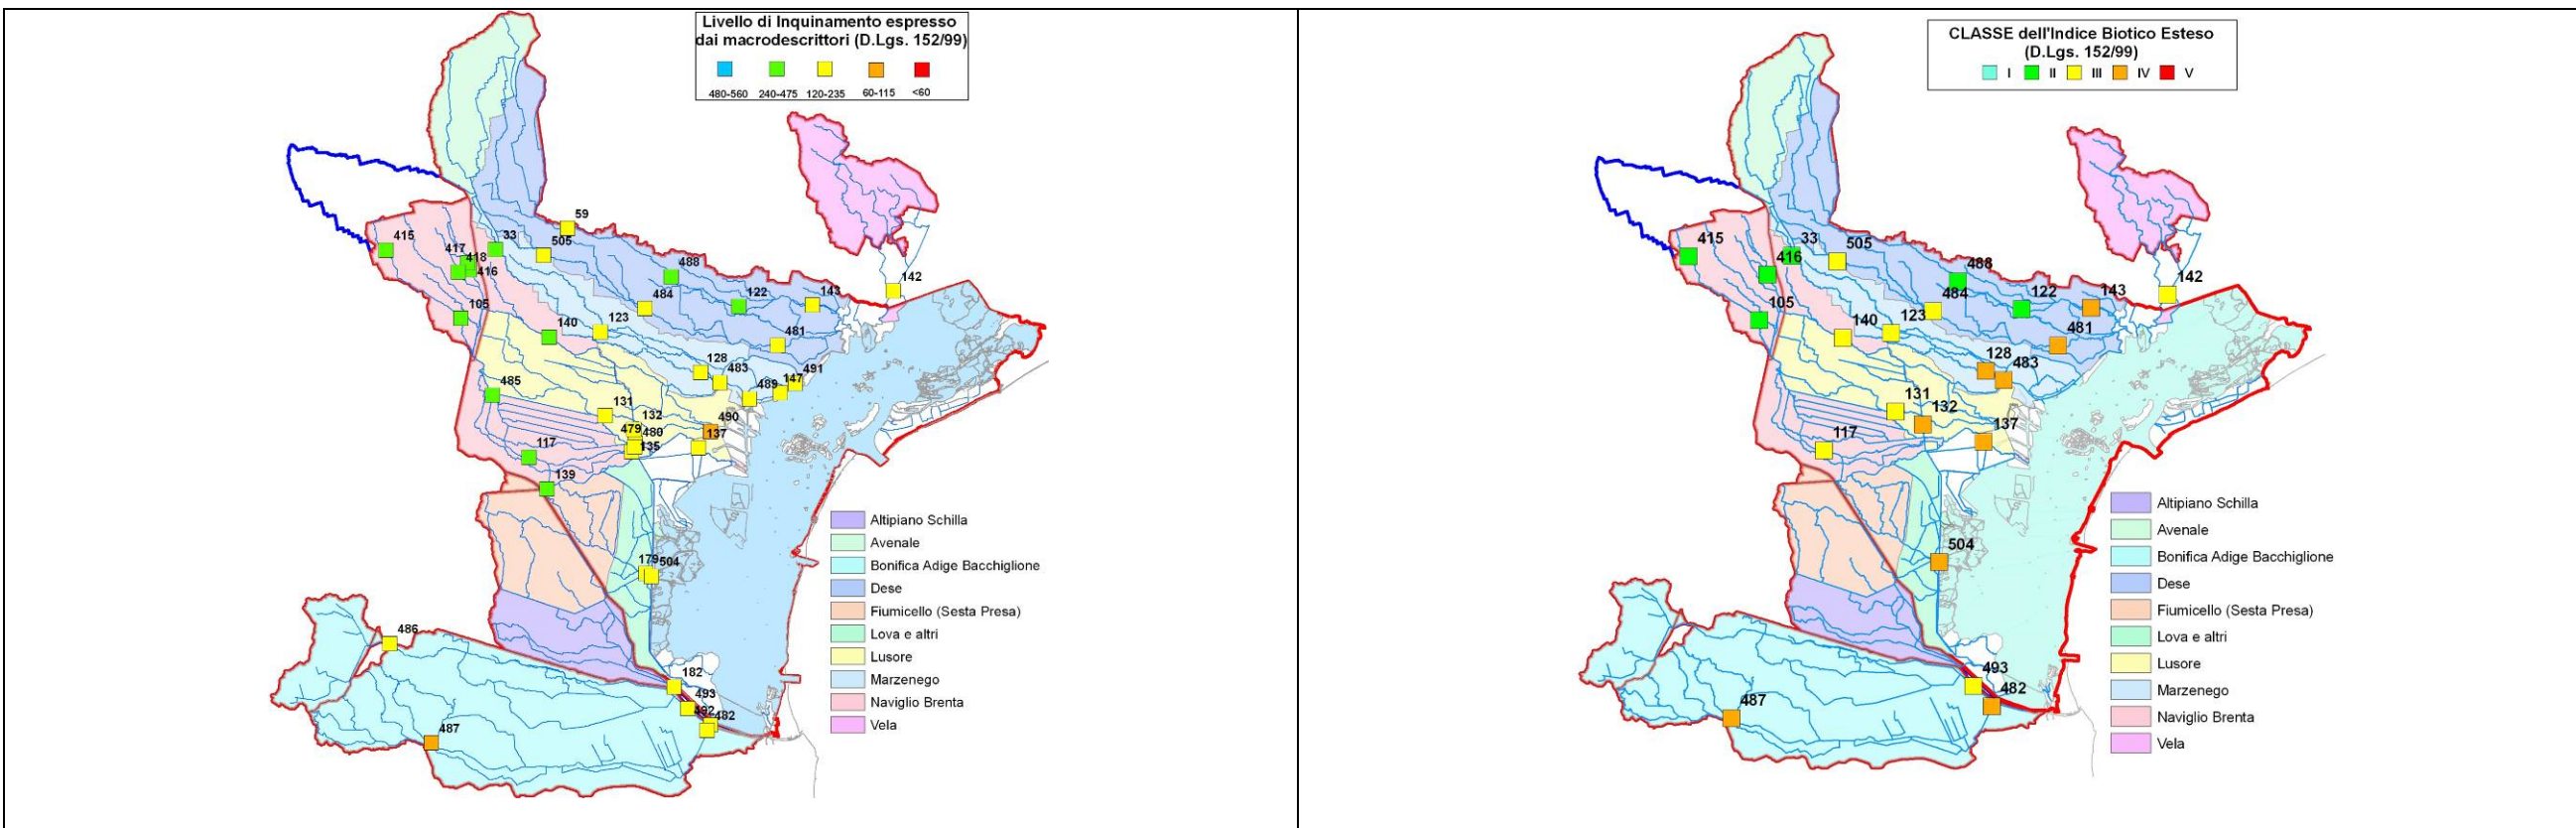 Livello di Inquinamento espresso
dai macrodescrittori (D.Lgs. 152/99)
480-560 240-475 120-235 60-115 <60
59
415
417
33
505
418
416
488
142
105
484
122
143
140
123
481
128
483
491
485
489
147
131
132
490
479
480
137
117
135
139
179
504
486
182
493
492
482
487
Altipiano Schilla
Avenale
Bonifica Adige Bacchiglione
Dese
Fiumicello (Sesta Presa)
Lova e altri
Lusore
Marzenego
Naviglio Brenta
Vela
CLASSE dell'Indice Biotico Esteso
(D.Lgs. 152/99)
I II III IV V
415
33
505
416
488
142
105
484
122
143
140
123
481
128
483
131
132
137
117
504
493
482
487
Altipiano Schilla
Avenale
Bonifica Adige Bacchiglione
Dese
Fiumicello (Sesta Presa)
Lova e altri
Lusore
Marzenego
Naviglio Brenta
Vela